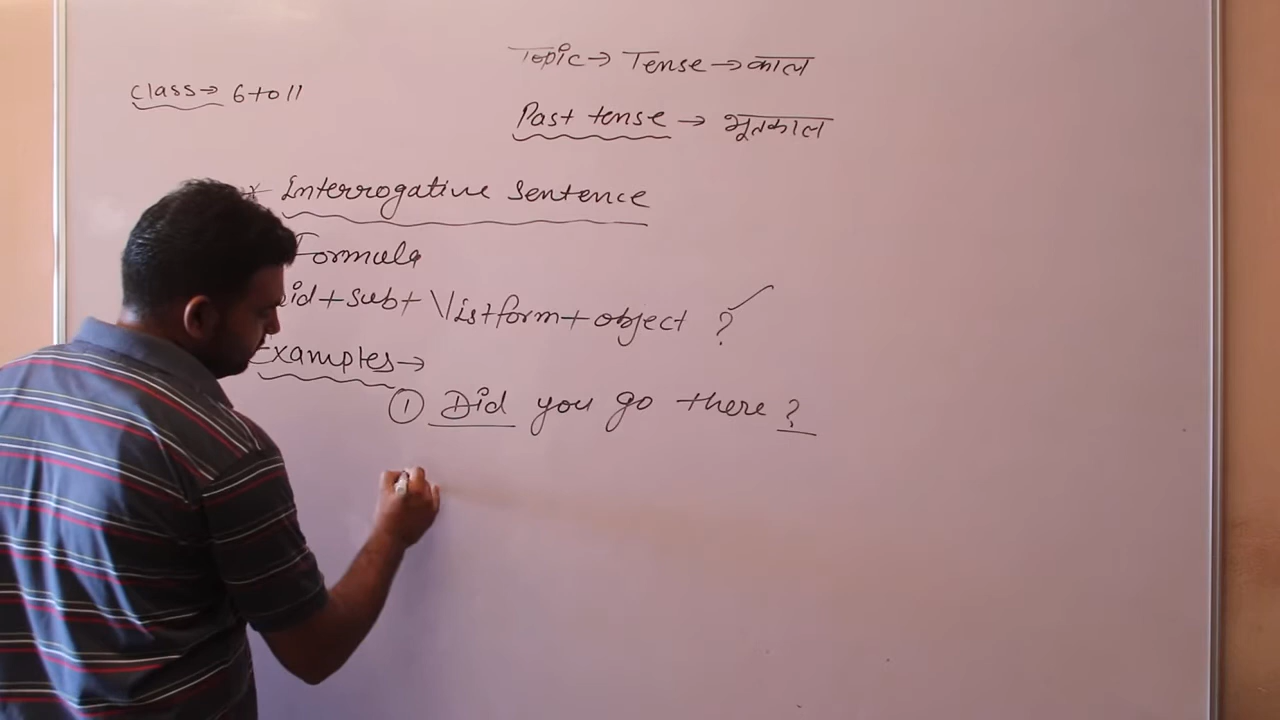 Topic → Tense → काल
Class → 6 to 11
Past tense → भूतकाल
* Interrogative Sentence
Formula
Did + sub + V1st form + object ?
Examples →
① Did you go there ?